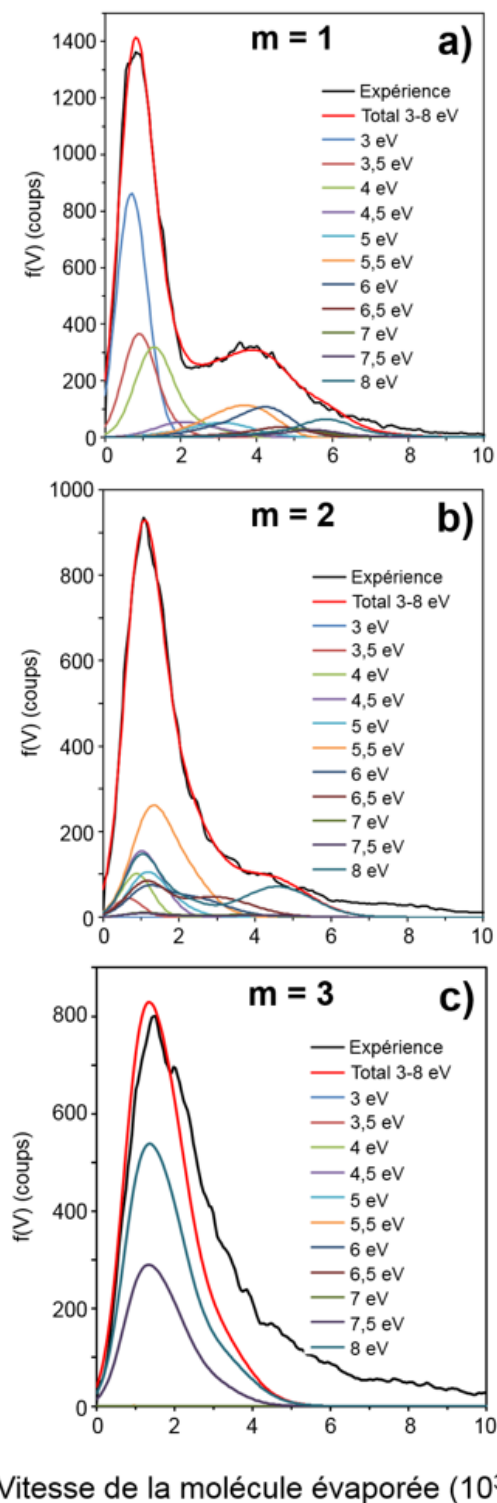 m = 1
a)
1400
1200
1000
800
600
400
200
0
f(V) (coups)
Expérience
Total 3-8 eV
3 eV
3,5 eV
4 eV
4,5 eV
5 eV
5,5 eV
6 eV
6,5 eV
7 eV
7,5 eV
8 eV
0 2 4 6 8 10
m = 2
b)
1000
800
600
400
200
0
f(V) (coups)
Expérience
Total 3-8 eV
3 eV
3,5 eV
4 eV
4,5 eV
5 eV
5,5 eV
6 eV
6,5 eV
7 eV
7,5 eV
8 eV
0 2 4 6 8 10
m = 3
c)
800
600
400
200
0
f(V) (coups)
Expérience
Total 3-8 eV
3 eV
3,5 eV
4 eV
4,5 eV
5 eV
5,5 eV
6 eV
6,5 eV
7 eV
7,5 eV
8 eV
0 2 4 6 8 10
Vitesse de la molécule évaporée (10³